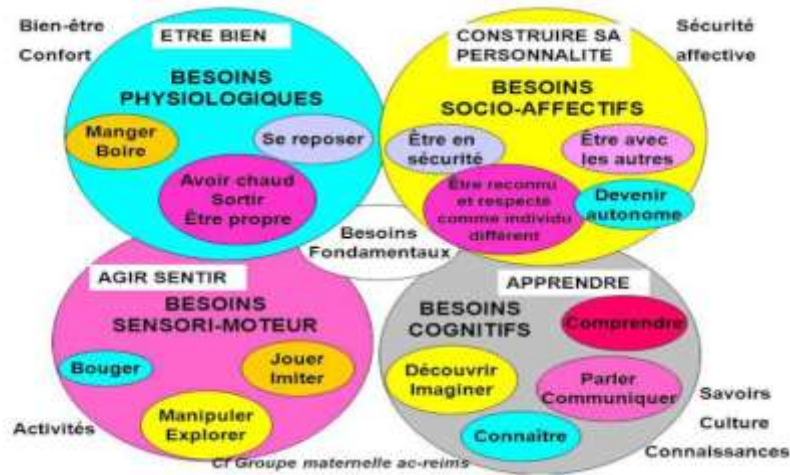 Bien-être
Confort
ETRE BIEN
BESOINS
PHYSIOLOGIQUES
Manger
Boire
Se reposer
Avoir chaud
Sortir
Être propre
CONSTRUIRE SA
PERSONNALITE
Sécurité
affective
BESOINS
SOCIO-AFFECTIFS
Être en
sécurité
Être avec
les autres
Être reconnu
et respecté
comme individu
différent
Devenir
autonome
Besoins
Fondamentaux
AGIR SENTIR
BESOINS
SENSORI-MOTEUR
Bouger
Jouer
Imiter
Manipuler
Explorer
Activités
APPRENDRE
BESOINS
COGNITIFS
Comprendre
Découvrir
Imaginer
Parler
Communiquer
Connaître
Savoirs
Culture
Connaissances
Cf Groupe maternelle ac-reims